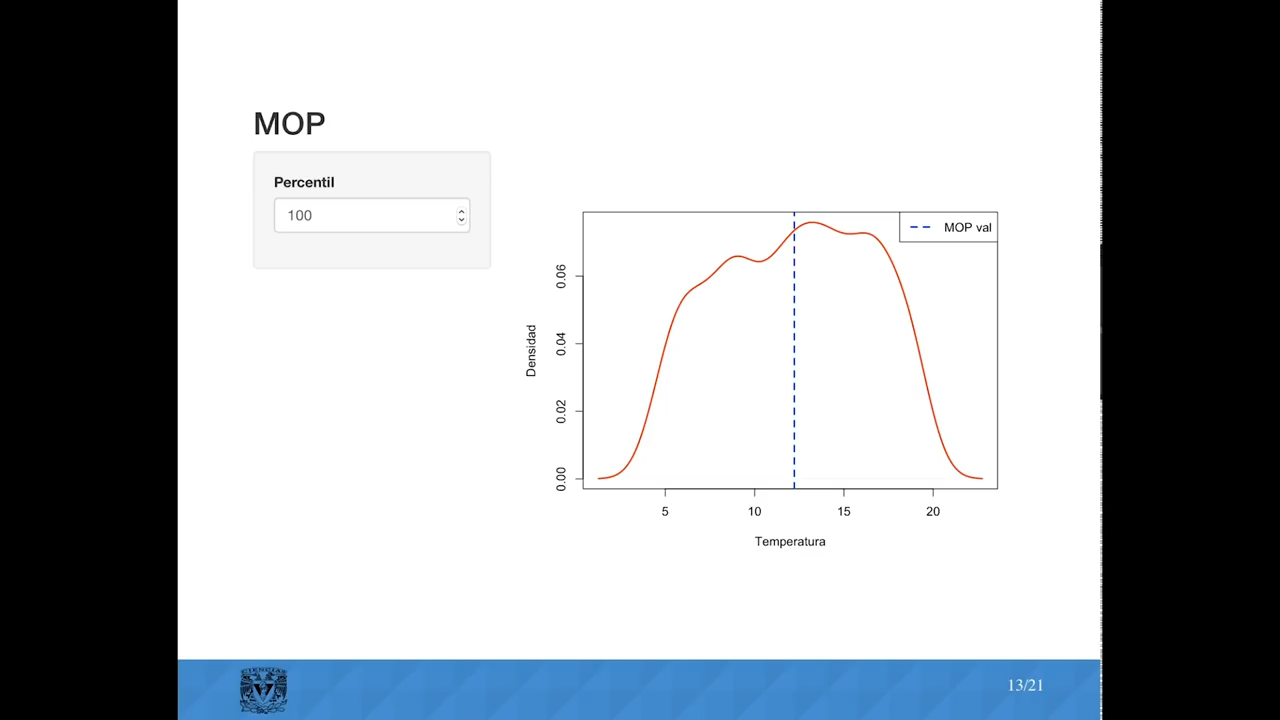 MOP
Percentil
100
MOP val
0.06
0.04
0.02
0.00
Densidad
5 10 15 20
Temperatura
CIENCIAS
13/21